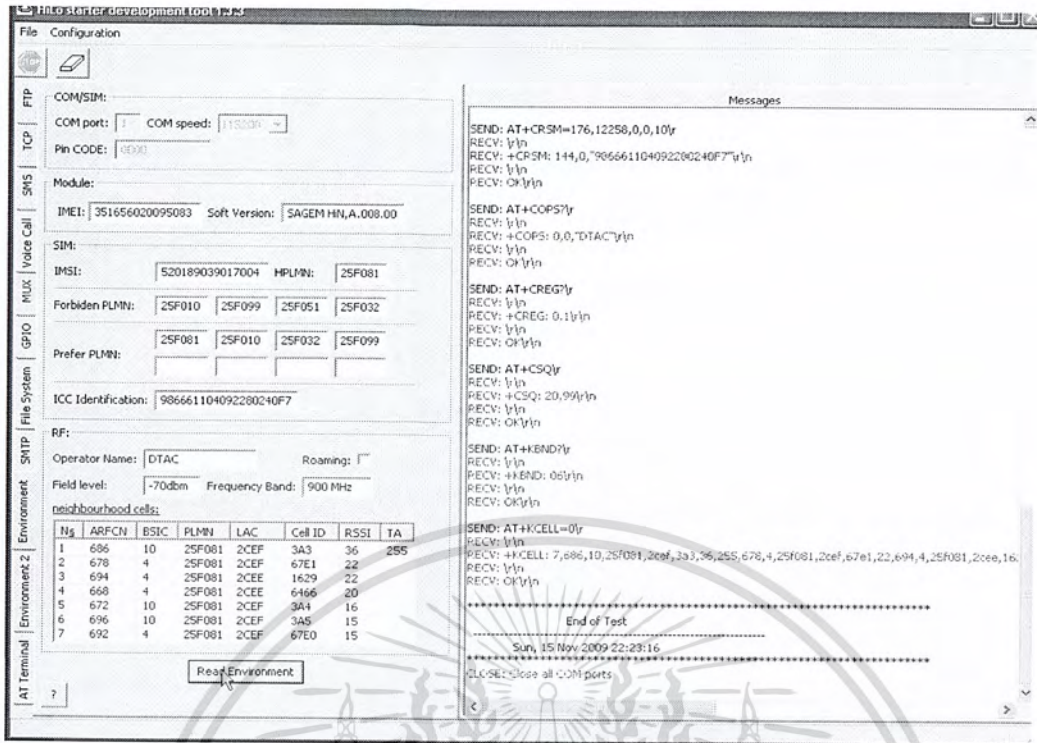 HiLo starter development tool 1.3.3
File Configuration
STOP
FTP
TCP
SMS
Voice Call
MUX
GPIO
File System
SMTP
Environment
Environment 2
AT Terminal
COM/SIM:
COM port: 1 COM speed: 115200
Pin CODE:
Module:
IMEI: 351656020095083 Soft Version: SAGEM HN,A.008.00
SIM:
IMSI: 520189039017004 HPLMN: 25F081
Forbiden PLMN: 25F010 25F099 25F051 25F032
Prefer PLMN: 25F081 25F010 25F032 25F099
ICC Identification: 986661104092280240F7
RF:
Operator Name: DTAC Roaming:
Field level: -70dbm Frequency Band: 900 MHz
neighbourhood cells:
N§ ARFCN BSIC PLMN LAC Cell ID RSSI TA
1 686 10 25F081 2CEF 3A3 36 255
2 678 4 25F081 2CEF 67E1 22
3 694 4 25F081 2CEE 1629 22
4 668 4 25F081 2CEE 6466 20
5 672 10 25F081 2CEF 3A4 16
6 696 10 25F081 2CEF 3A5 15
7 692 4 25F081 2CEF 67E0 15
Read Environment
?
Messages
SEND: AT+CRSM=176,12258,0,0,10\r
RECV: \r\n
RECV: +CRSM: 144,0,"986661104092280240F7"\r\n
RECV: \r\n
RECV: OK\r\n
SEND: AT+COPS?\r
RECV: \r\n
RECV: +COPS: 0,0,"DTAC"\r\n
RECV: \r\n
RECV: OK\r\n
SEND: AT+CREG?\r
RECV: \r\n
RECV: +CREG: 0,1\r\n
RECV: \r\n
RECV: OK\r\n
SEND: AT+CSQ\r
RECV: \r\n
RECV: +CSQ: 20,99\r\n
RECV: \r\n
RECV: OK\r\n
SEND: AT+KBND?\r
RECV: \r\n
RECV: +KBND: 06\r\n
RECV: \r\n
RECV: OK\r\n
SEND: AT+KCELL=0\r
RECV: \r\n
RECV: +KCELL: 7,686,10,25f081,2cef,3a3,36,255,678,4,25f081,2cef,67e1,22,694,4,25f081,2cee,16
RECV: \r\n
RECV: OK\r\n
End of Test
Sun, 15 Nov 2009 22:23:16
CLOSE: Close all COM ports